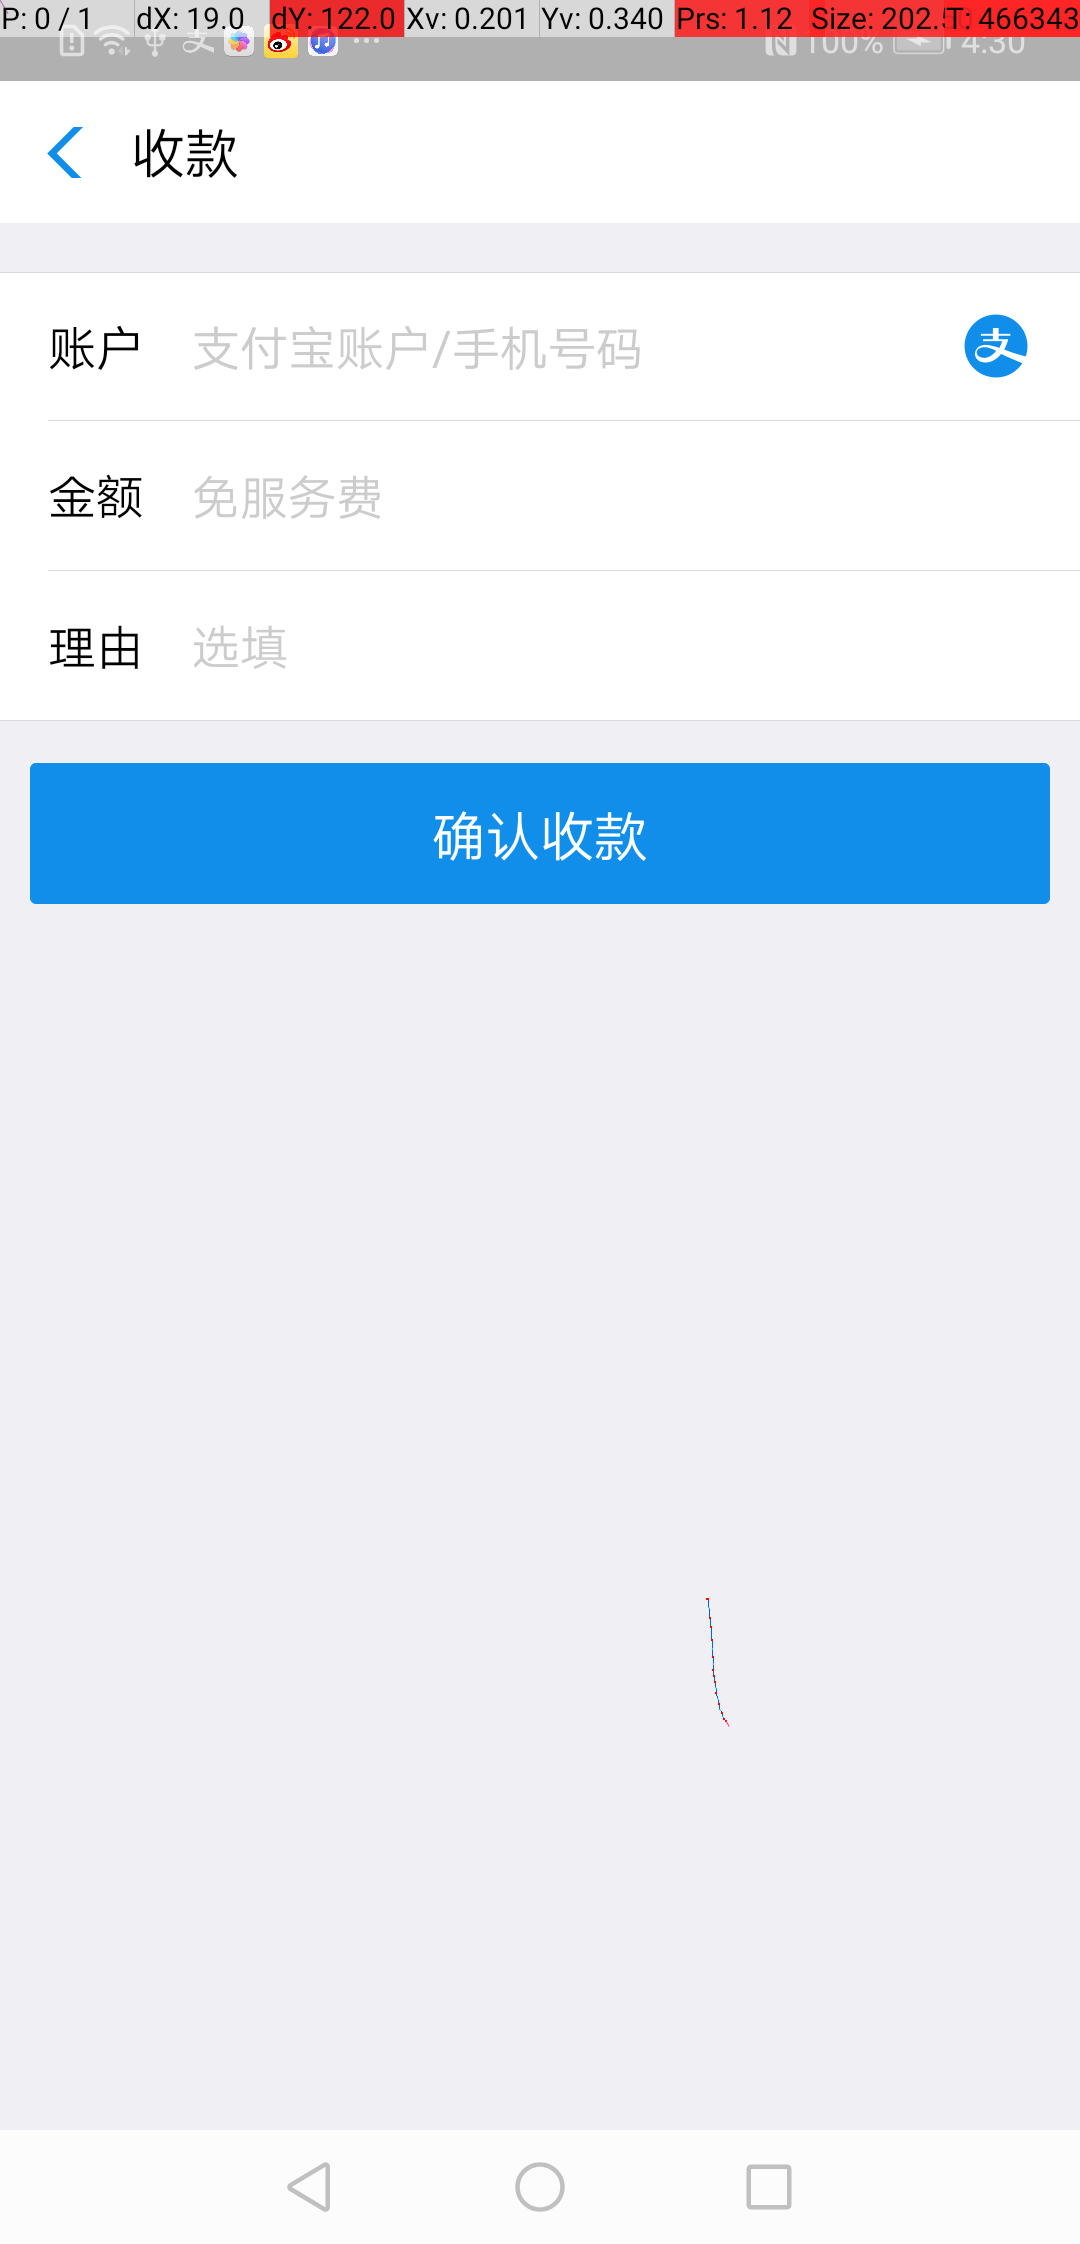 P: 0 / 1 dX: 19.0 dY: 122.0 Xv: 0.201 Yv: 0.340 Prs: 1.12 Size: 202. T: 466343
100% 4:30
收款
账户 支付宝账户/手机号码 支
金额 免服务费
理由 选填
确认收款